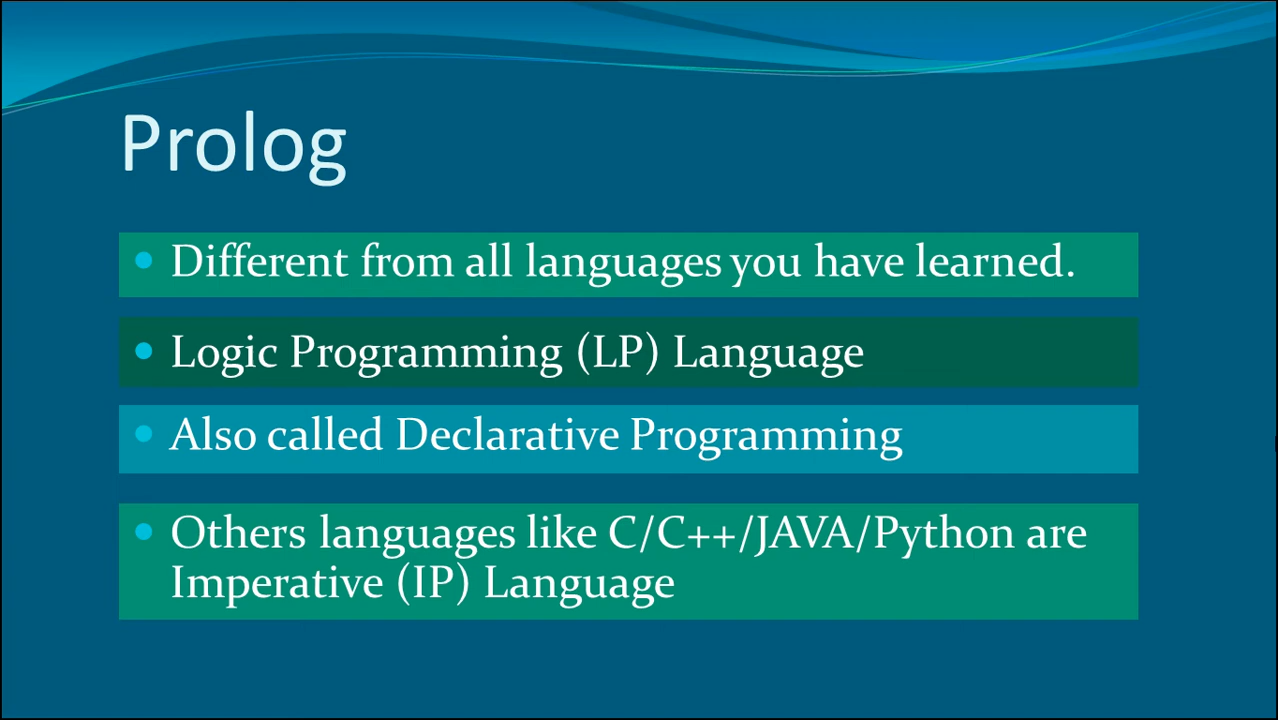 Prolog
• Different from all languages you have learned.
• Logic Programming (LP) Language
• Also called Declarative Programming
• Others languages like C/C++/JAVA/Python are
Imperative (IP) Language